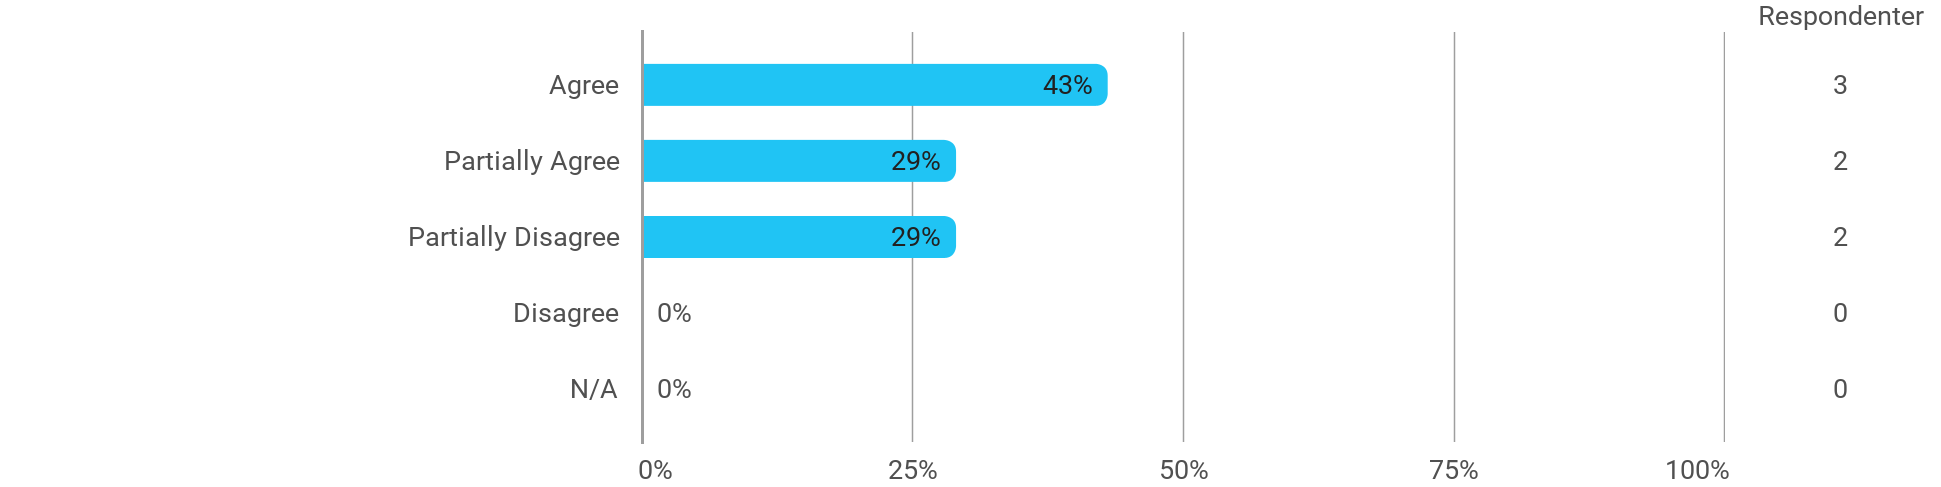 Respondenter
Agree 43% 3
Partially Agree 29% 2
Partially Disagree 29% 2
Disagree 0% 0
N/A 0% 0
0% 25% 50% 75% 100%